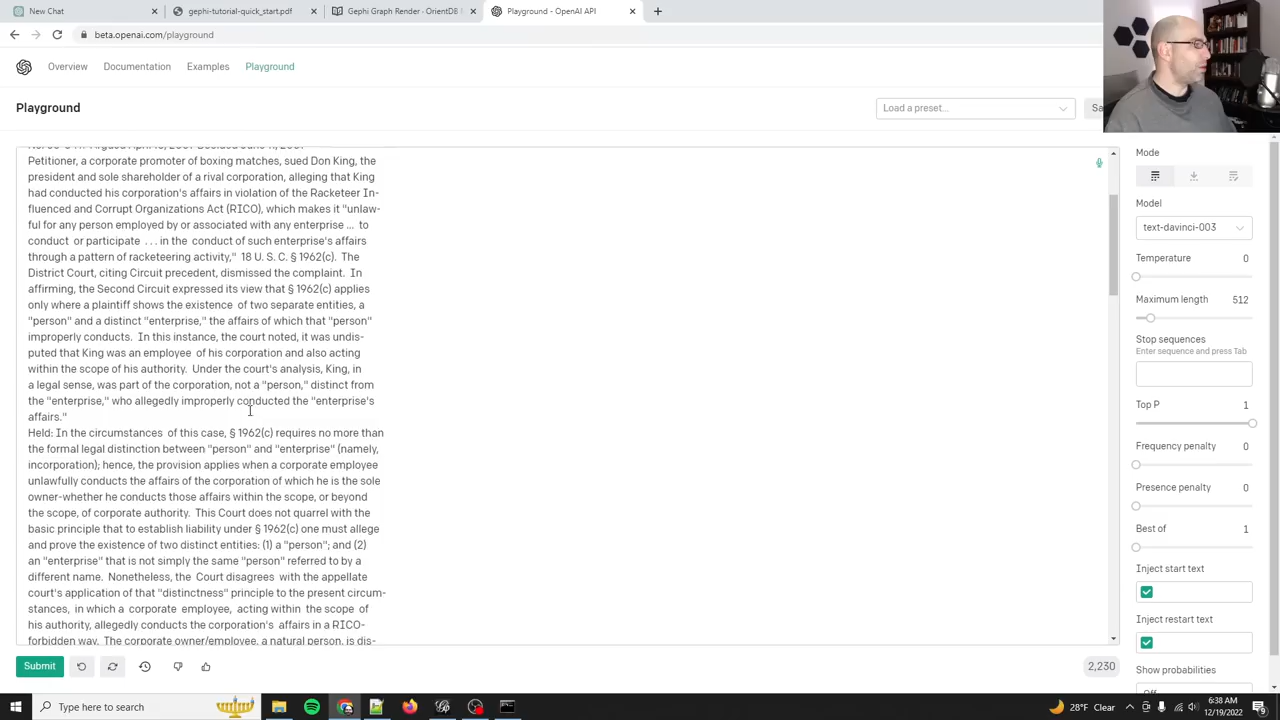 New Chat
gephi-tutorial-quick_start.pdf
Gephi Graph Render · OrientDB
Playground - OpenAI API
beta.openai.com/playground
Overview
Documentation
Examples
Playground
Playground
Load a preset...
Sa
Petitioner, a corporate promoter of boxing matches, sued Don King, the
president and sole shareholder of a rival corporation, alleging that King
had conducted his corporation's affairs in violation of the Racketeer In-
fluenced and Corrupt Organizations Act (RICO), which makes it "unlaw-
ful for any person employed by or associated with any enterprise ... to
conduct or participate . . . in the conduct of such enterprise's affairs
through a pattern of racketeering activity," 18 U. S. C. § 1962(c). The
District Court, citing Circuit precedent, dismissed the complaint. In
affirming, the Second Circuit expressed its view that § 1962(c) applies
only where a plaintiff shows the existence of two separate entities, a
"person" and a distinct "enterprise," the affairs of which that "person"
improperly conducts. In this instance, the court noted, it was undis-
puted that King was an employee of his corporation and also acting
within the scope of his authority. Under the court's analysis, King, in
a legal sense, was part of the corporation, not a "person," distinct from
the "enterprise," who allegedly improperly conducted the "enterprise's
affairs."
Held: In the circumstances of this case, § 1962(c) requires no more than
the formal legal distinction between "person" and "enterprise" (namely,
incorporation); hence, the provision applies when a corporate employee
unlawfully conducts the affairs of the corporation of which he is the sole
owner-whether he conducts those affairs within the scope, or beyond
the scope, of corporate authority. This Court does not quarrel with the
basic principle that to establish liability under § 1962(c) one must allege
and prove the existence of two distinct entities: (1) a "person"; and (2)
an "enterprise" that is not simply the same "person" referred to by a
different name. Nonetheless, the Court disagrees with the appellate
court's application of that "distinctness" principle to the present circum-
stances, in which a corporate employee, acting within the scope of
his authority, allegedly conducts the corporation's affairs in a RICO-
forbidden way. The corporate owner/employee, a natural person, is dis-
Mode
Model
text-davinci-003
Temperature 0
Maximum length 512
Stop sequences
Enter sequence and press Tab
Top P 1
Frequency penalty 0
Presence penalty 0
Best of 1
Inject start text
Inject restart text
Show probabilities
Off
Submit
2,230
Type here to search
28°F Clear
6:38 AM
12/19/2022